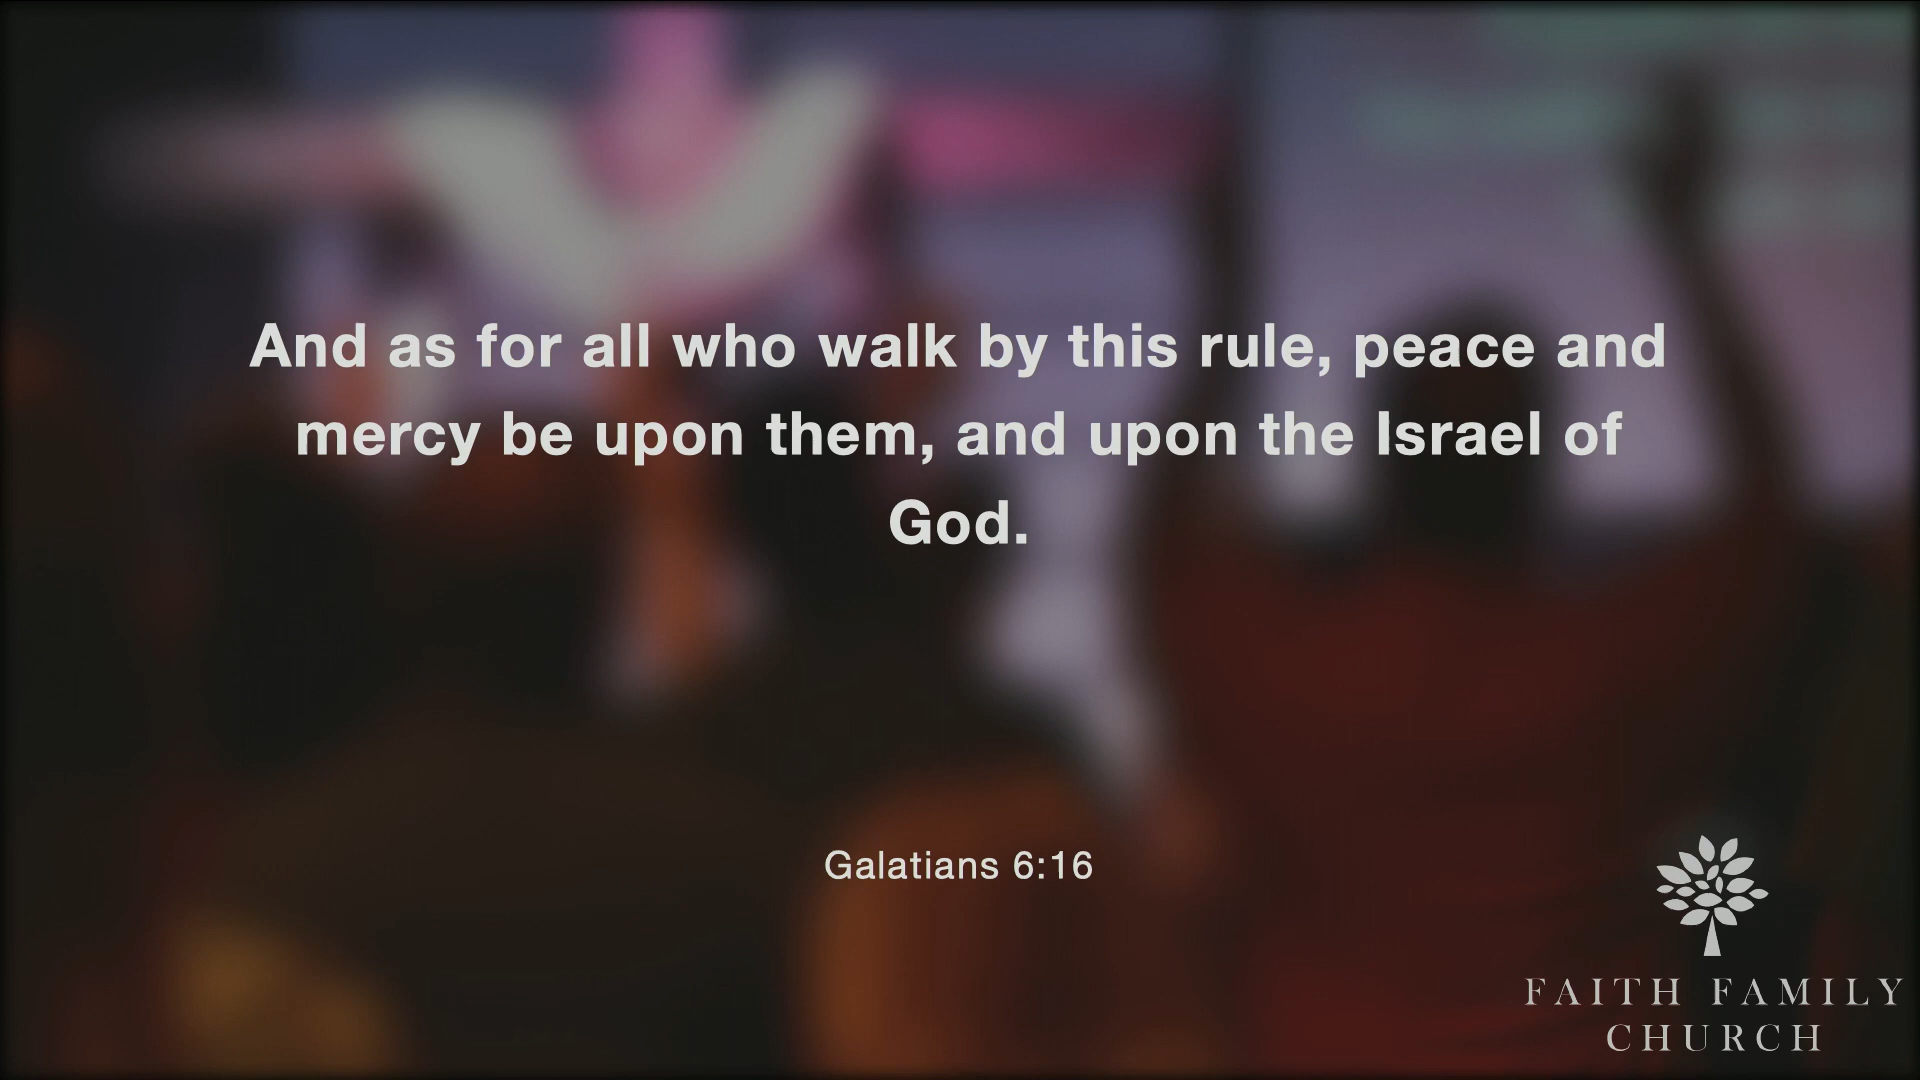 And as for all who walk by this rule, peace and
mercy be upon them, and upon the Israel of
God.
Galatians 6:16
FAITH FAMILY
CHURCH